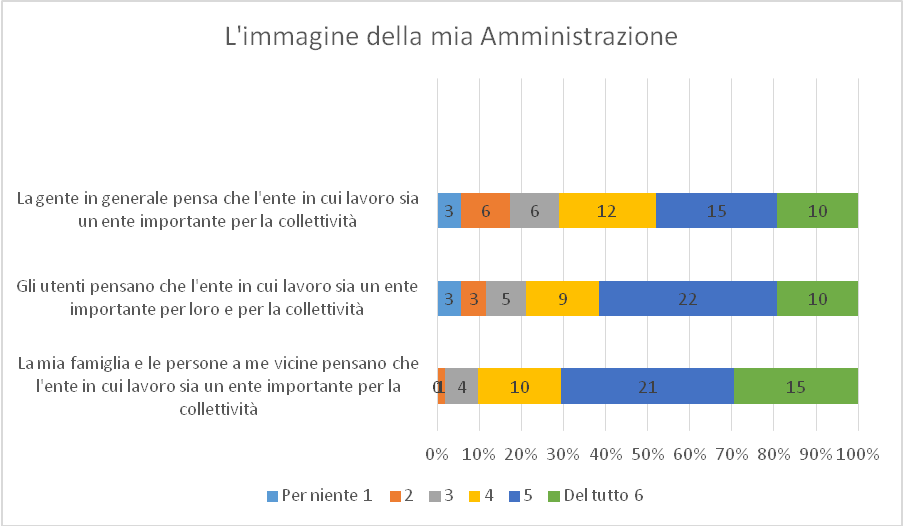 L'immagine della mia Amministrazione
La gente in generale pensa che l'ente in cui lavoro sia
un ente importante per la collettività
3 6 6 12 15 10
Gli utenti pensano che l'ente in cui lavoro sia un ente
importante per loro e per la collettività
3 3 5 9 22 10
La mia famiglia e le persone a me vicine pensano che
l'ente in cui lavoro sia un ente importante per la
collettività
0 1 4 10 21 15
0% 10% 20% 30% 40% 50% 60% 70% 80% 90% 100%
Per niente 1 2 3 4 5 Del tutto 6